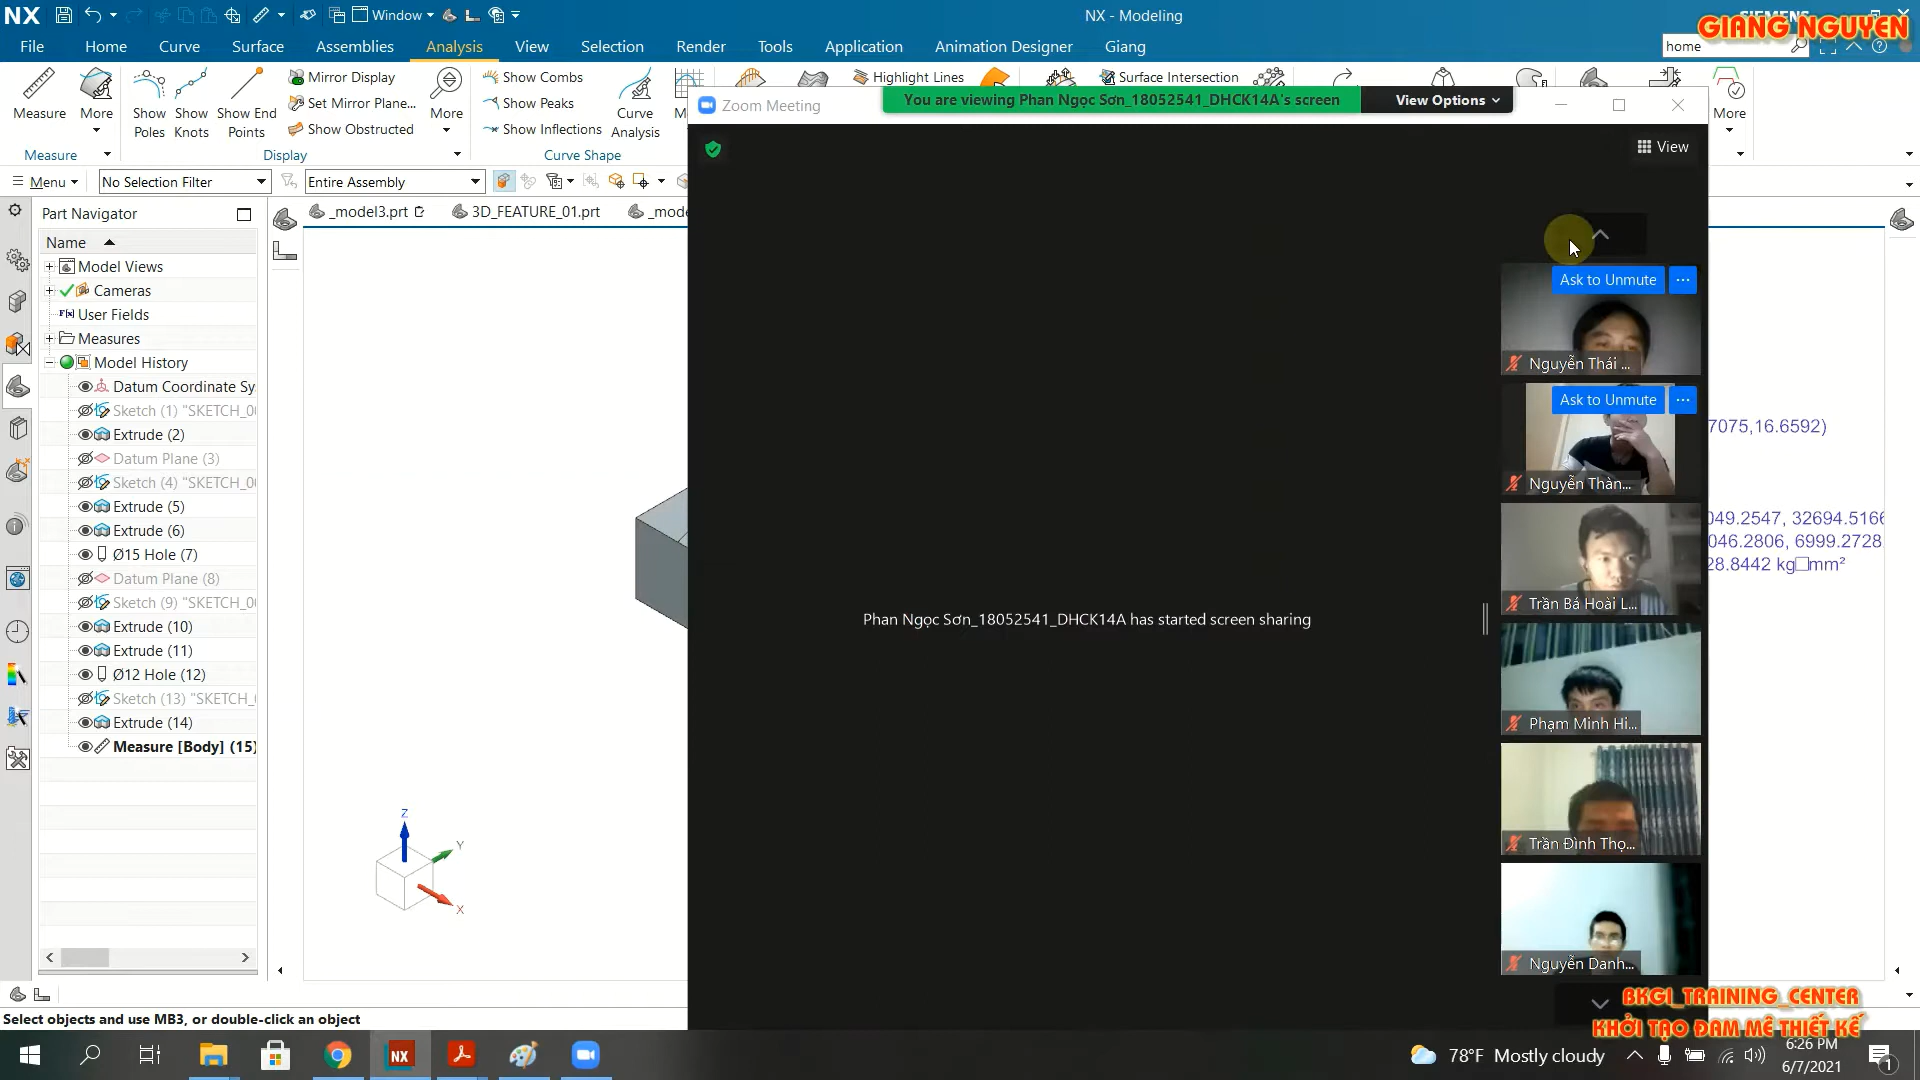 NX
Window
NX - Modeling
GIANG NGUYEN
File
Home
Curve
Surface
Assemblies
Analysis
View
Selection
Render
Tools
Application
Animation Designer
Giang
home
Measure
More
Show Poles
Show Knots
Show End Points
Mirror Display
Set Mirror Plane...
Show Obstructed
More
Show Combs
Show Peaks
Show Inflections
Curve Analysis
Highlight Lines
Surface Intersection
More
Measure
Display
Curve Shape
Zoom Meeting
You are viewing Phan Ngọc Sơn_18052541_DHCK14A's screen
View Options
View
Menu
No Selection Filter
Entire Assembly
Part Navigator
_model3.prt
3D_FEATURE_01.prt
Name
Model Views
Cameras
User Fields
Measures
Model History
Datum Coordinate Sy
Sketch (1) "SKETCH_0
Extrude (2)
Datum Plane (3)
Sketch (4) "SKETCH_0
Extrude (5)
Extrude (6)
Ø15 Hole (7)
Datum Plane (8)
Sketch (9) "SKETCH_0
Extrude (10)
Extrude (11)
Ø12 Hole (12)
Sketch (13) "SKETCH_
Extrude (14)
Measure [Body] (15)
Z
Y
X
Phan Ngọc Sơn_18052541_DHCK14A has started screen sharing
Ask to Unmute
Nguyễn Thái ...
Ask to Unmute
Nguyễn Thàn...
Trần Bá Hoài L...
Phạm Minh Hi...
Trần Đình Thọ...
Nguyễn Danh...
7075,16.6592)
049.2547, 32694.5166
046.2806, 6999.2728,
28.8442 kg□mm²
BKGI_TRAINING_CENTER
KHỞI TẠO ĐAM MÊ THIẾT KẾ
Select objects and use MB3, or double-click an object
78°F Mostly cloudy
6:26 PM
6/7/2021
1